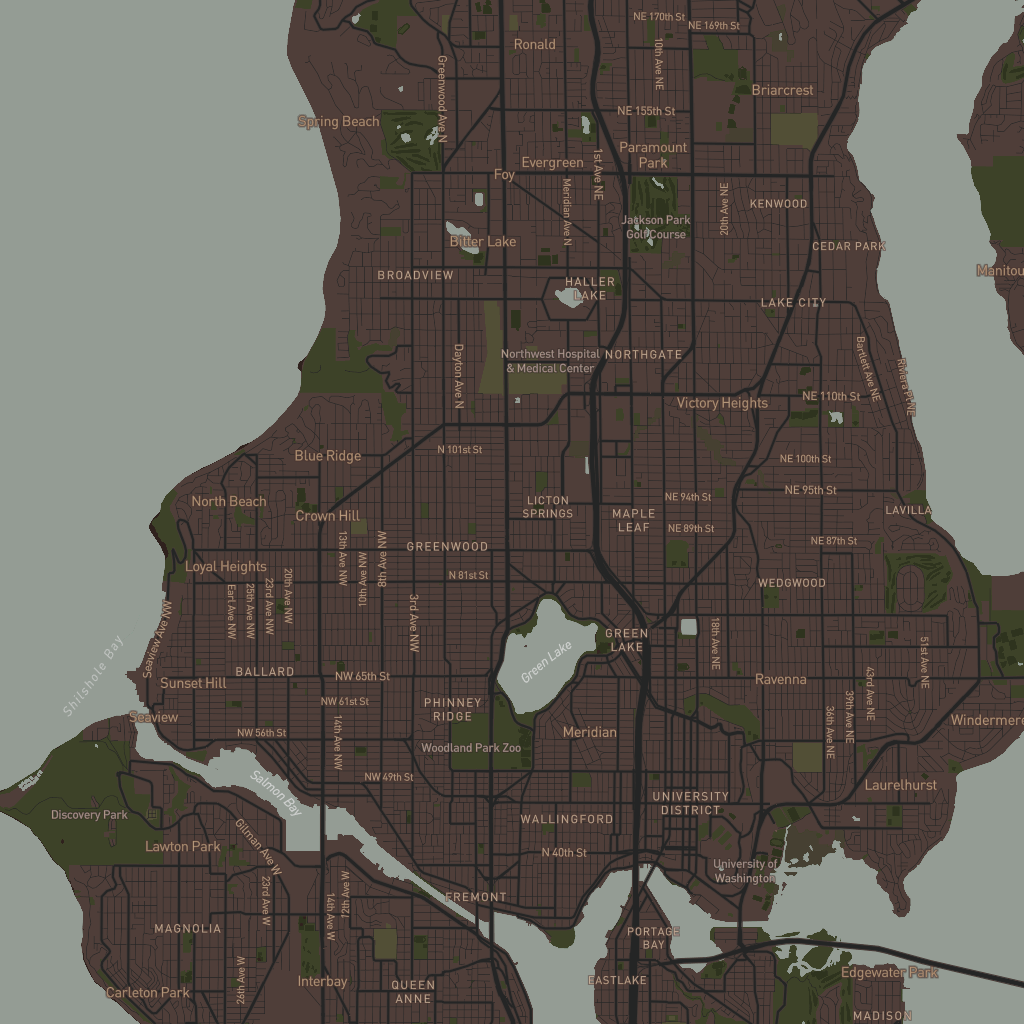 NE 170th St
NE 169th St
Ronald
10th Ave NE
Greenwood Ave N
Briarcrest
NE 155th St
Spring Beach
Paramount
Park
1st Ave NE
Evergreen
Foy
Meridian Ave N
20th Ave NE
KENWOOD
Jackson Park
Golf Course
Bitter Lake
CEDAR PARK
BROADVIEW
Manitou
HALLER
LAKE
LAKE CITY
Dayton Ave N
Northwest Hospital
& Medical Center
NORTHGATE
Bartlett Ave NE
Riviera Pl NE
NE 110th St
Victory Heights
N 101st St
Blue Ridge
NE 100th St
NE 95th St
North Beach
LICTON
SPRINGS
NE 94th St
Crown Hill
MAPLE
LEAF
LAVILLA
NE 89th St
NE 87th St
GREENWOOD
13th Ave NW
10th Ave NW
8th Ave NW
Loyal Heights
N 81st St
WEDGWOOD
Earl Ave NW
25th Ave NW
23rd Ave NW
20th Ave NW
3rd Ave NW
Seaview Ave NW
GREEN
LAKE
18th Ave NE
Green Lake
51st Ave NE
Shilshole Bay
BALLARD
NW 65th St
Sunset Hill
Ravenna
43rd Ave NE
39th Ave NE
36th Ave NE
NW 61st St
PHINNEY
RIDGE
Seaview
14th Ave NW
Windermere
NW 56th St
Meridian
Woodland Park Zoo
NW 49th St
Salmon Bay
Laurelhurst
UNIVERSITY
DISTRICT
Discovery Park
WALLINGFORD
Gilman Ave W
Lawton Park
N 40th St
University of
Washington
23rd Ave W
14th Ave W
12th Ave W
FREMONT
MAGNOLIA
PORTAGE
BAY
26th Ave W
Interbay
QUEEN
ANNE
EASTLAKE
Edgewater Park
Carleton Park
MADISON